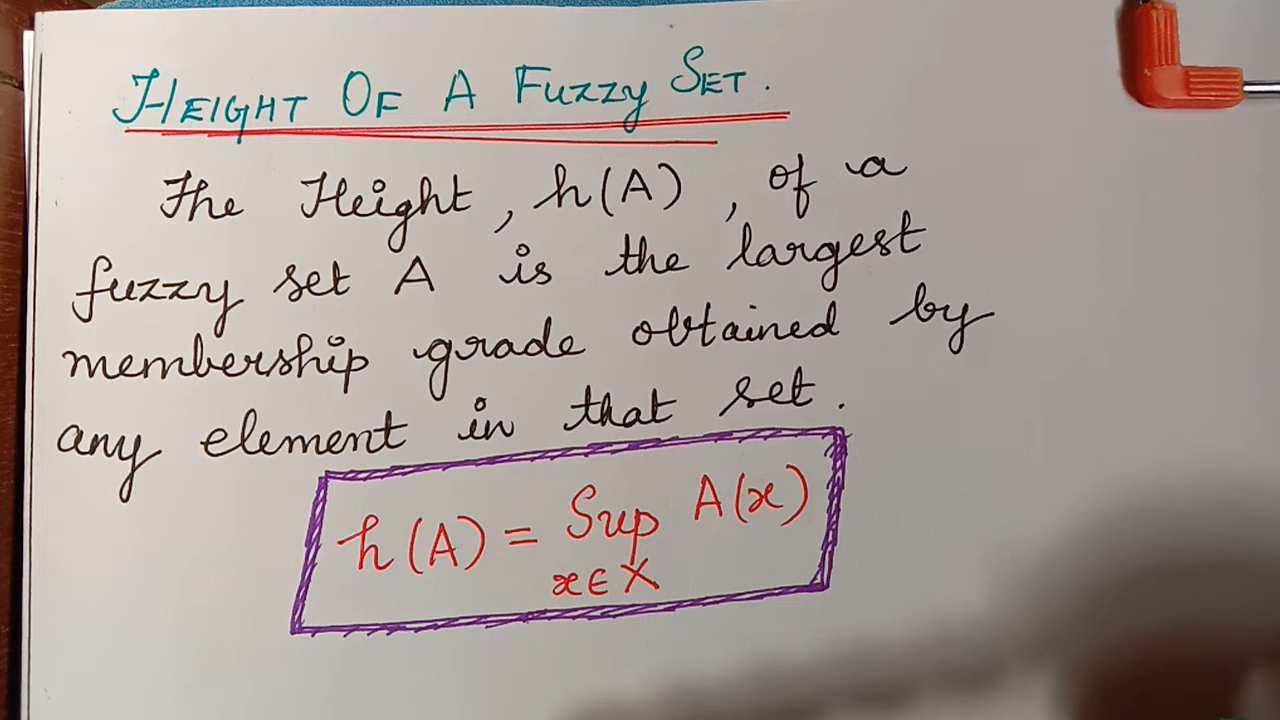 HEIGHT OF A FUZZY SET.
The Height, h(A), of a
fuzzy set A is the largest
membership grade obtained by
any element in that set.
h(A) = Sup A(x)
x∈X